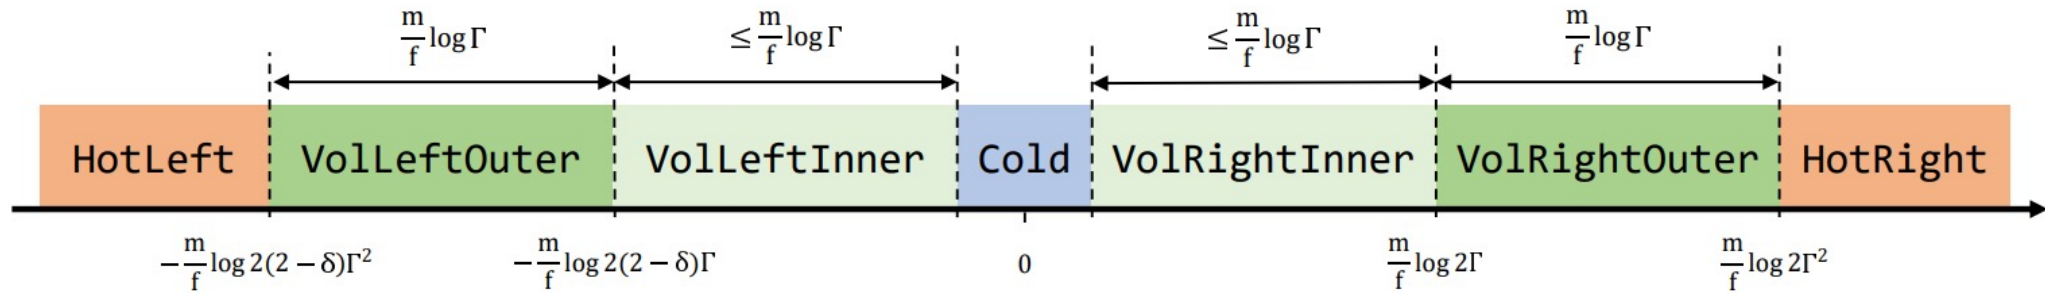 m/f log Γ ≤ m/f log Γ ≤ m/f log Γ m/f log Γ
HotLeft VolLeftOuter VolLeftInner Cold VolRightInner VolRightOuter HotRight
−m/f log 2(2 − δ)Γ² −m/f log 2(2 − δ)Γ 0 m/f log 2Γ m/f log 2Γ²